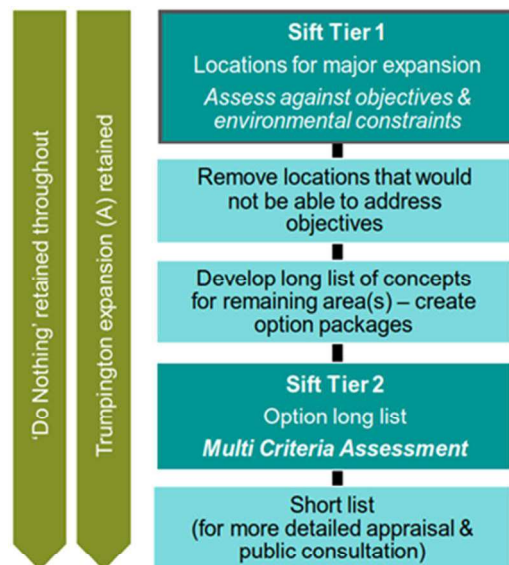 'Do Nothing' retained throughout
Trumpington expansion (A) retained
Sift Tier 1
Locations for major expansion
Assess against objectives &
environmental constraints
Remove locations that would
not be able to address
objectives
Develop long list of concepts
for remaining area(s) – create
option packages
Sift Tier 2
Option long list
Multi Criteria Assessment
Short list
(for more detailed appraisal &
public consultation)